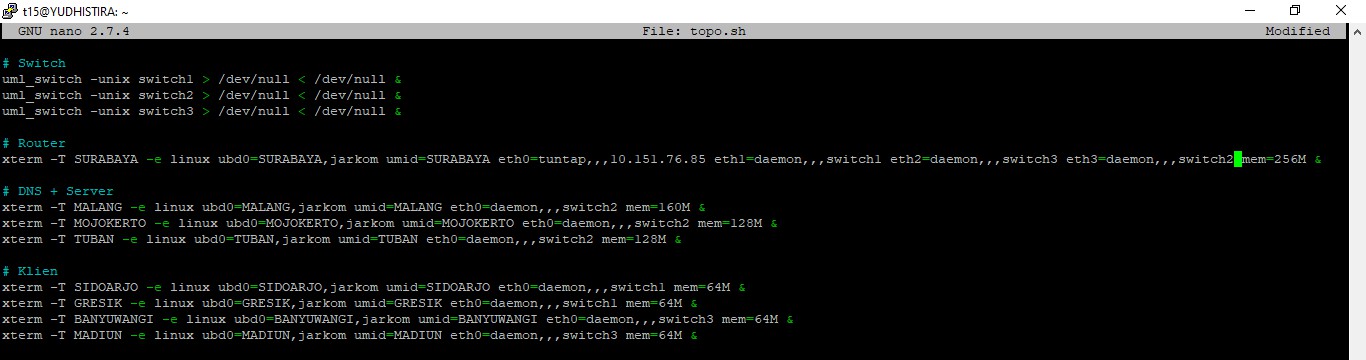 t15@YUDHISTIRA: ~
GNU nano 2.7.4 File: topo.sh Modified
# Switch
uml_switch -unix switch1 > /dev/null < /dev/null &
uml_switch -unix switch2 > /dev/null < /dev/null &
uml_switch -unix switch3 > /dev/null < /dev/null &
# Router
xterm -T SURABAYA -e linux ubd0=SURABAYA,jarkom umid=SURABAYA eth0=tuntap,,,10.151.76.85 eth1=daemon,,,switch1 eth2=daemon,,,switch3 eth3=daemon,,,switch2 mem=256M &
# DNS + Server
xterm -T MALANG -e linux ubd0=MALANG,jarkom umid=MALANG eth0=daemon,,,switch2 mem=160M &
xterm -T MOJOKERTO -e linux ubd0=MOJOKERTO,jarkom umid=MOJOKERTO eth0=daemon,,,switch2 mem=128M &
xterm -T TUBAN -e linux ubd0=TUBAN,jarkom umid=TUBAN eth0=daemon,,,switch2 mem=128M &
# Klien
xterm -T SIDOARJO -e linux ubd0=SIDOARJO,jarkom umid=SIDOARJO eth0=daemon,,,switch1 mem=64M &
xterm -T GRESIK -e linux ubd0=GRESIK,jarkom umid=GRESIK eth0=daemon,,,switch1 mem=64M &
xterm -T BANYUWANGI -e linux ubd0=BANYUWANGI,jarkom umid=BANYUWANGI eth0=daemon,,,switch3 mem=64M &
xterm -T MADIUN -e linux ubd0=MADIUN,jarkom umid=MADIUN eth0=daemon,,,switch3 mem=64M &